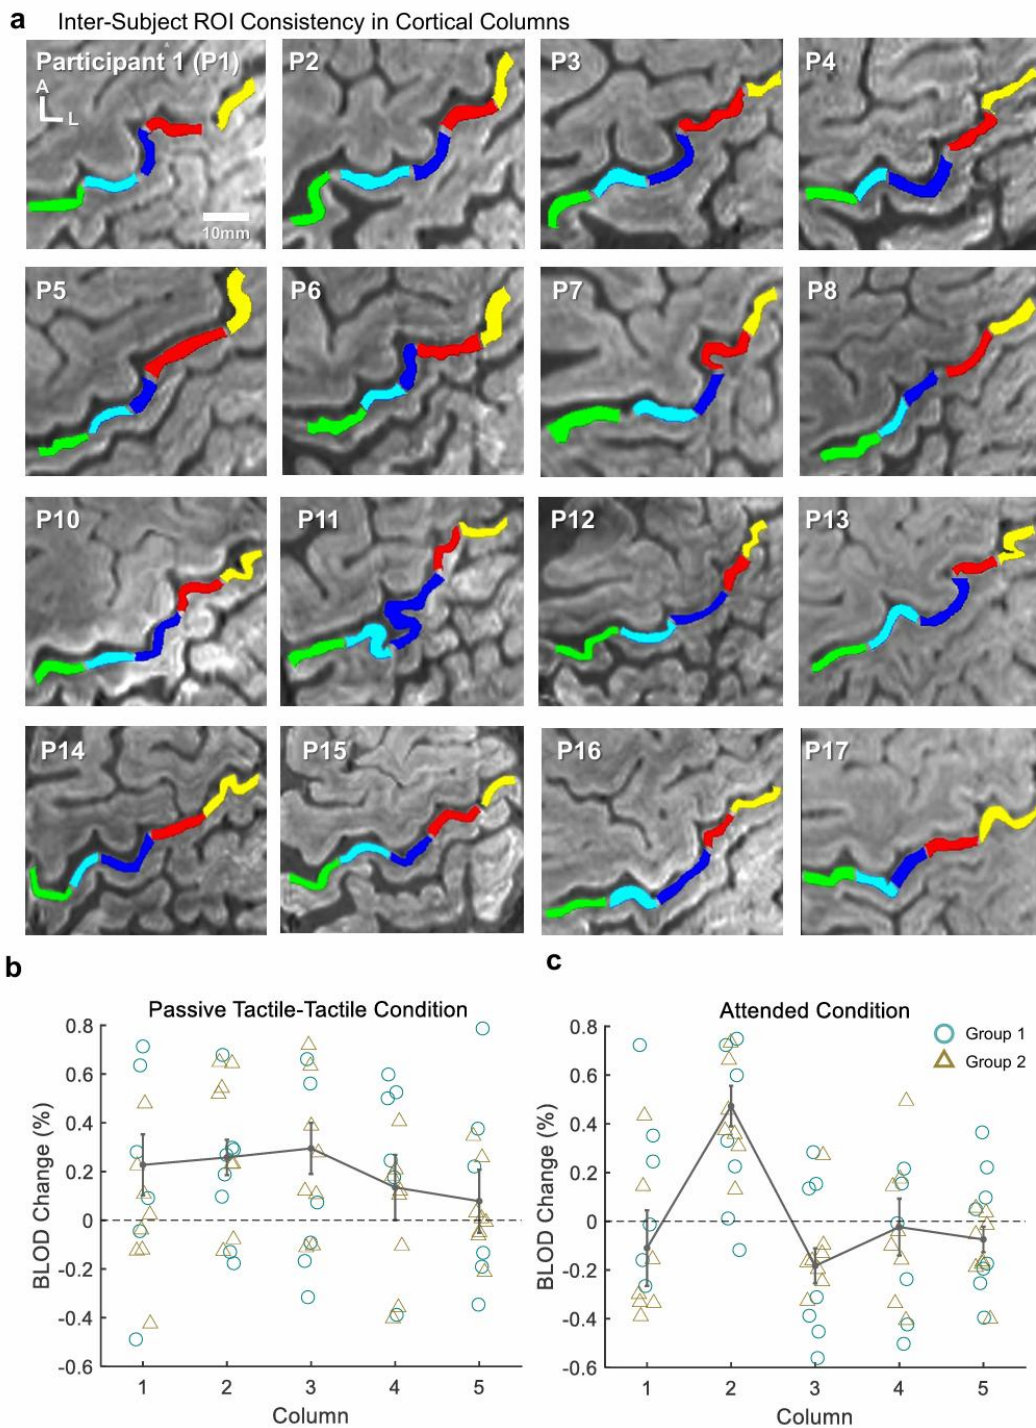 a Inter-Subject ROI Consistency in Cortical Columns
Participant 1 (P1) P2 P3 P4
A
L
10mm
P5 P6 P7 P8
P10 P11 P12 P13
P14 P15 P16 P17
b
Passive Tactile-Tactile Condition
BLOD Change (%)
0.8
0.6
0.4
0.2
0
-0.2
-0.4
-0.6
1 2 3 4 5
Column
c
Attended Condition
Group 1
Group 2
BLOD Change (%)
0.8
0.6
0.4
0.2
0
-0.2
-0.4
-0.6
1 2 3 4 5
Column